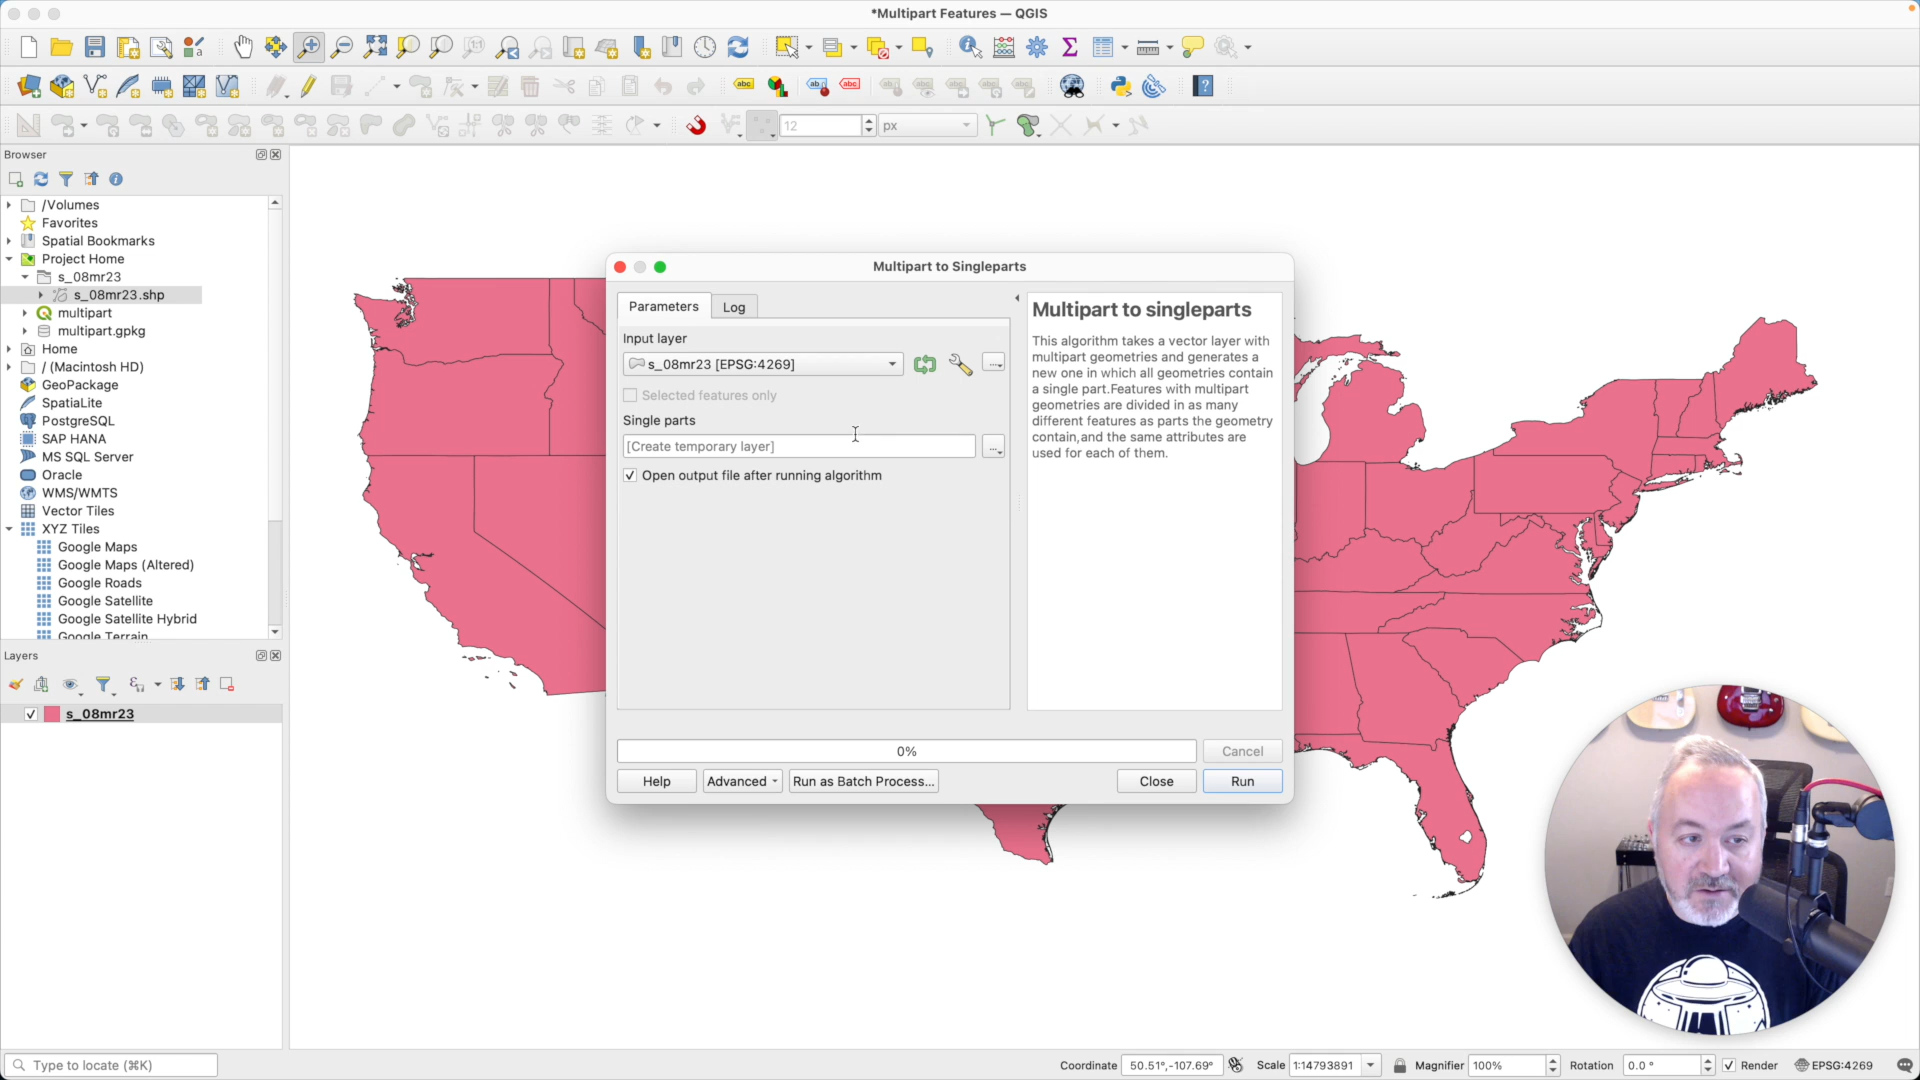 *Multipart Features — QGIS
abc
abc
abc
12
px
Browser
/Volumes
Favorites
Spatial Bookmarks
Project Home
s_08mr23
s_08mr23.shp
multipart
multipart.gpkg
Home
/ (Macintosh HD)
GeoPackage
SpatiaLite
PostgreSQL
SAP HANA
MS SQL Server
Oracle
WMS/WMTS
Vector Tiles
XYZ Tiles
Google Maps
Google Maps (Altered)
Google Roads
Google Satellite
Google Satellite Hybrid
Google Terrain
Layers
s_08mr23
Multipart to Singleparts
Parameters
Log
Input layer
s_08mr23 [EPSG:4269]
Selected features only
Single parts
[Create temporary layer]
Open output file after running algorithm
Multipart to singleparts
This algorithm takes a vector layer with
multipart geometries and generates a
new one in which all geometries contain
a single part.Features with multipart
geometries are divided in as many
different features as parts the geometry
contain,and the same attributes are
used for each of them.
0%
Cancel
Help
Advanced
Run as Batch Process...
Close
Run
Type to locate (⌘K)
Coordinate 50.51°,-107.69° Scale 1:14793891 Magnifier 100% Rotation 0.0 ° Render EPSG:4269